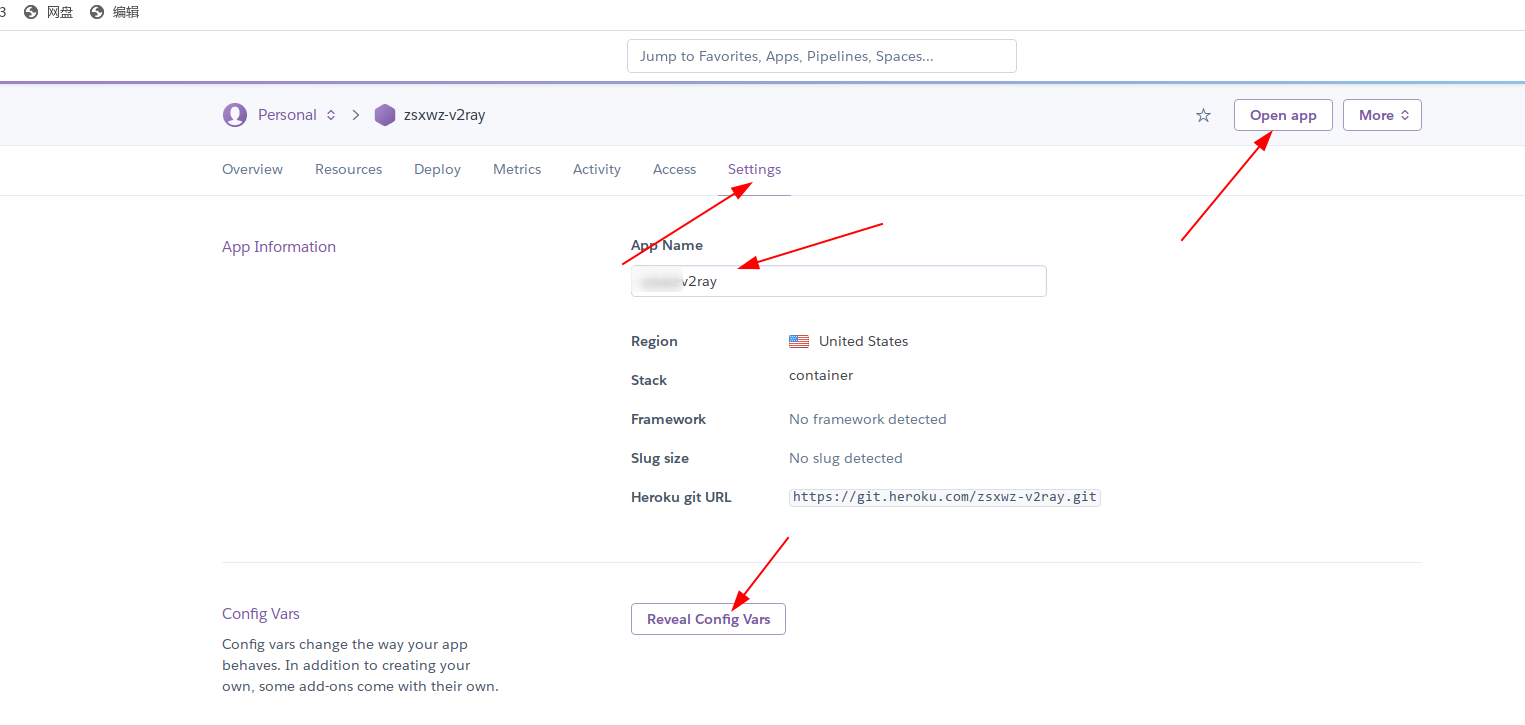 3 网盘 编辑
Jump to Favorites, Apps, Pipelines, Spaces...
Personal zsxwz-v2ray Open app More
Overview Resources Deploy Metrics Activity Access Settings
App Information
App Name
v2ray
Region United States
Stack container
Framework No framework detected
Slug size No slug detected
Heroku git URL https://git.heroku.com/zsxwz-v2ray.git
Config Vars
Reveal Config Vars
Config vars change the way your app
behaves. In addition to creating your
own, some add-ons come with their own.